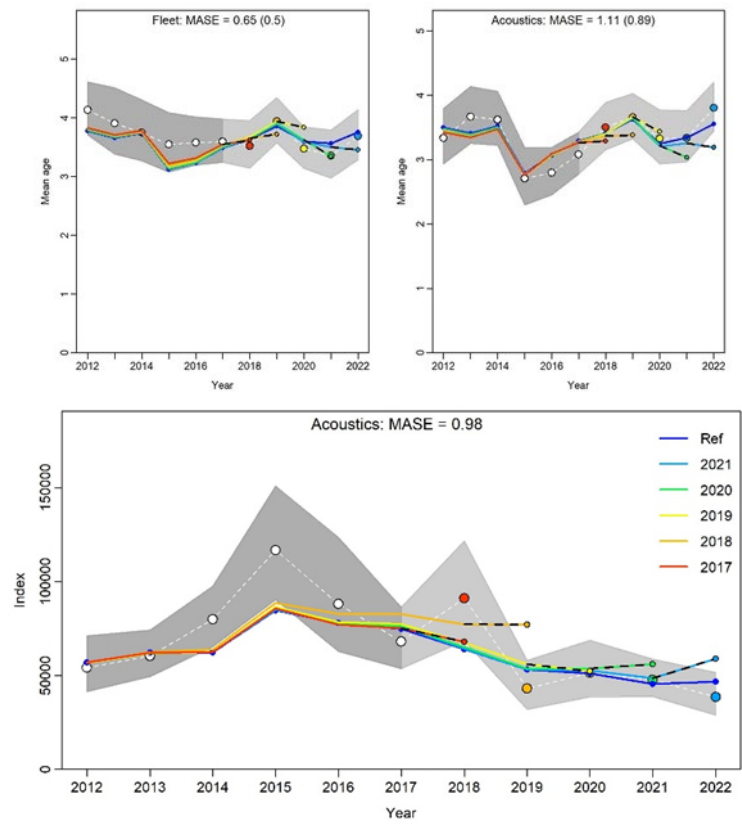 Fleet: MASE = 0.65 (0.5)
Mean age
5
4
3
2
1
0
2012 2014 2016 2018 2020 2022
Year
Acoustics: MASE = 1.11 (0.89)
Mean age
5
4
3
2
1
0
2012 2014 2016 2018 2020 2022
Year
Acoustics: MASE = 0.98
Index
150000
100000
50000
0
Ref
2021
2020
2019
2018
2017
2012 2013 2014 2015 2016 2017 2018 2019 2020 2021 2022
Year